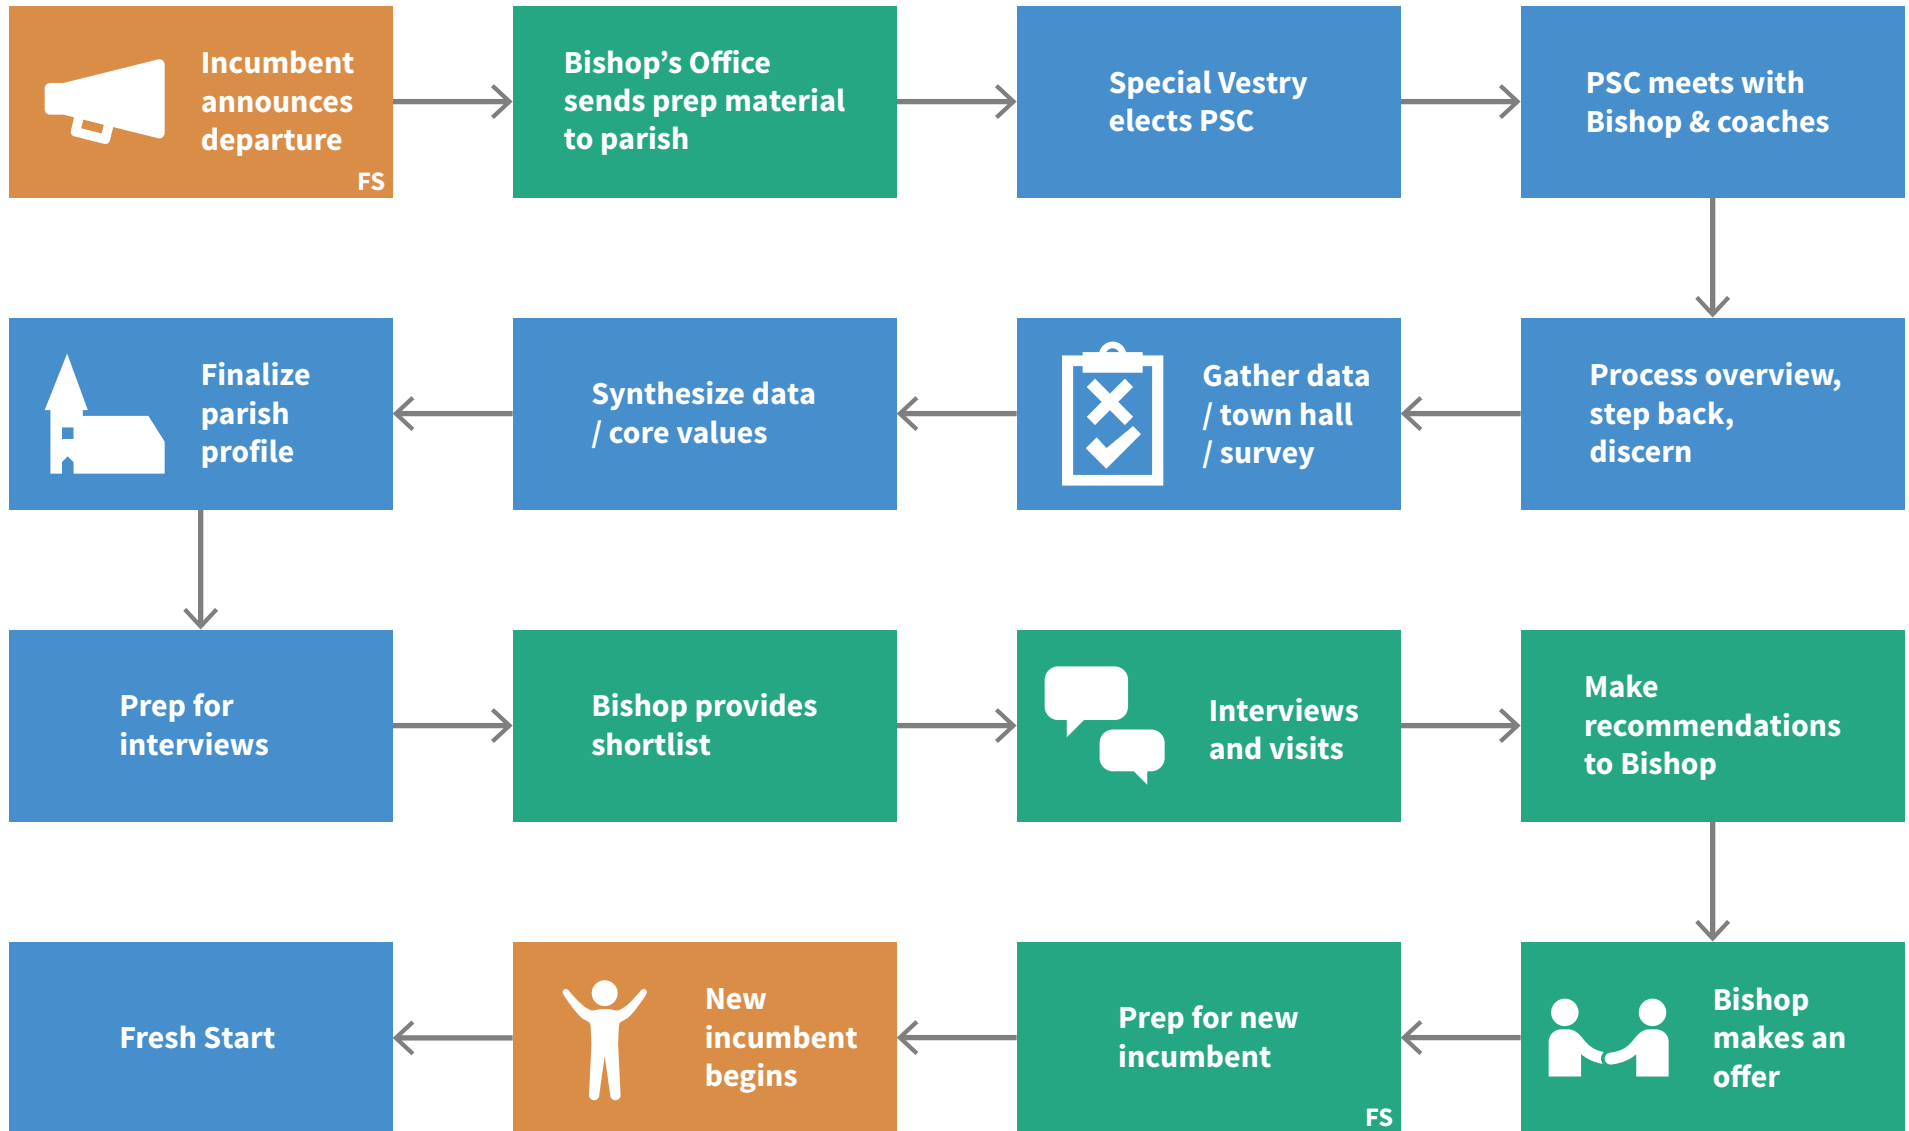 Incumbent
announces
departure
FS
Bishop’s Office
sends prep material
to parish
Special Vestry
elects PSC
PSC meets with
Bishop & coaches
Process overview,
step back,
discern
Gather data
/ town hall
/ survey
Synthesize data
/ core values
Finalize
parish
profile
Prep for
interviews
Bishop provides
shortlist
Interviews
and visits
Make
recommendations
to Bishop
Bishop
makes an
offer
Prep for new
incumbent
FS
New
incumbent
begins
Fresh Start